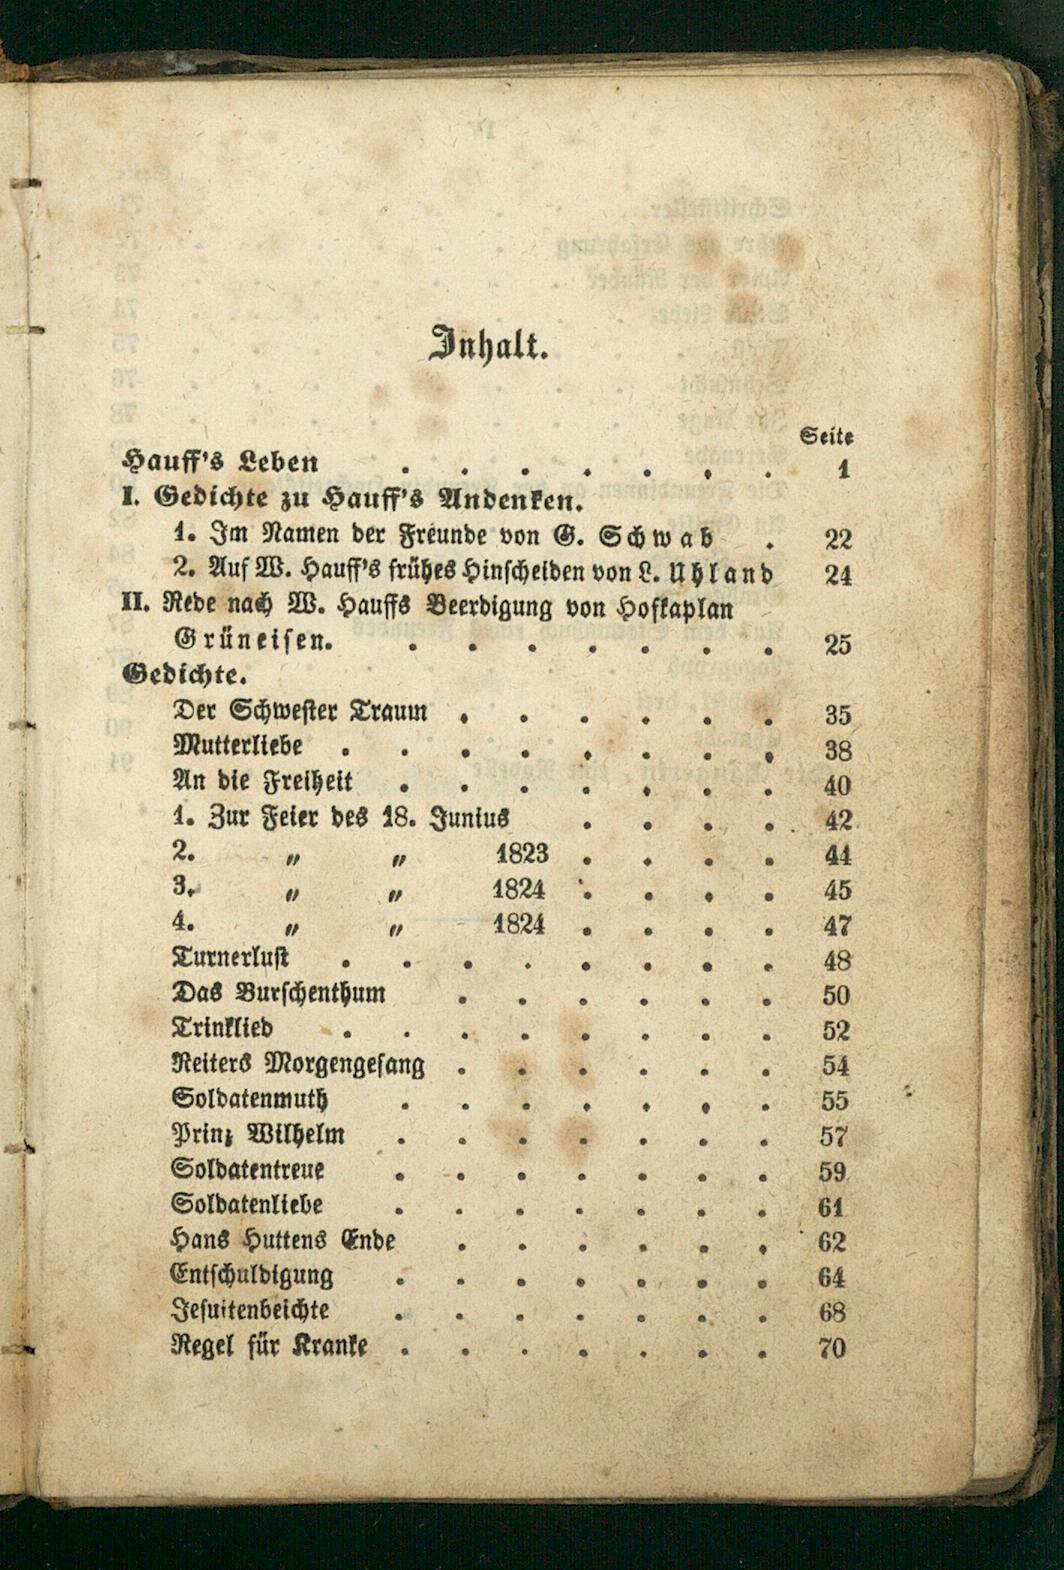 Inhalt.
Seite
Hauff's Leben . . . . . . . 1
I. Gedichte zu Hauff's Andenken.
1. Im Namen der Freunde von G. Schwab . 22
2. Auf W. Hauff's frühes Hinscheiden von L. Uhland 24
II. Rede nach W. Hauffs Beerdigung von Hofkaplan
Grüneisen. . . . . . . . 25
Gedichte.
Der Schwester Traum . . . . . . 35
Mutterliebe . . . . . . . . 38
An die Freiheit . . . . . . . 40
1. Zur Feier des 18. Junius . . . . 42
2. " " 1823 . . . . 44
3. " " 1824 . . . . 45
4. " " 1824 . . . . 47
Turnerlust . . . . . . . . 48
Das Burschenthum . . . . . . 50
Trinklied . . . . . . . . 52
Reiters Morgengesang . . . . . . 54
Soldatenmuth . . . . . . . 55
Prinz Wilhelm . . . . . . . 57
Soldatentreue . . . . . . . 59
Soldatenliebe . . . . . . . 61
Hans Huttens Ende . . . . . . 62
Entschuldigung . . . . . . . 64
Jesuitenbeichte . . . . . . . 68
Regel für Kranke . . . . . . . 70